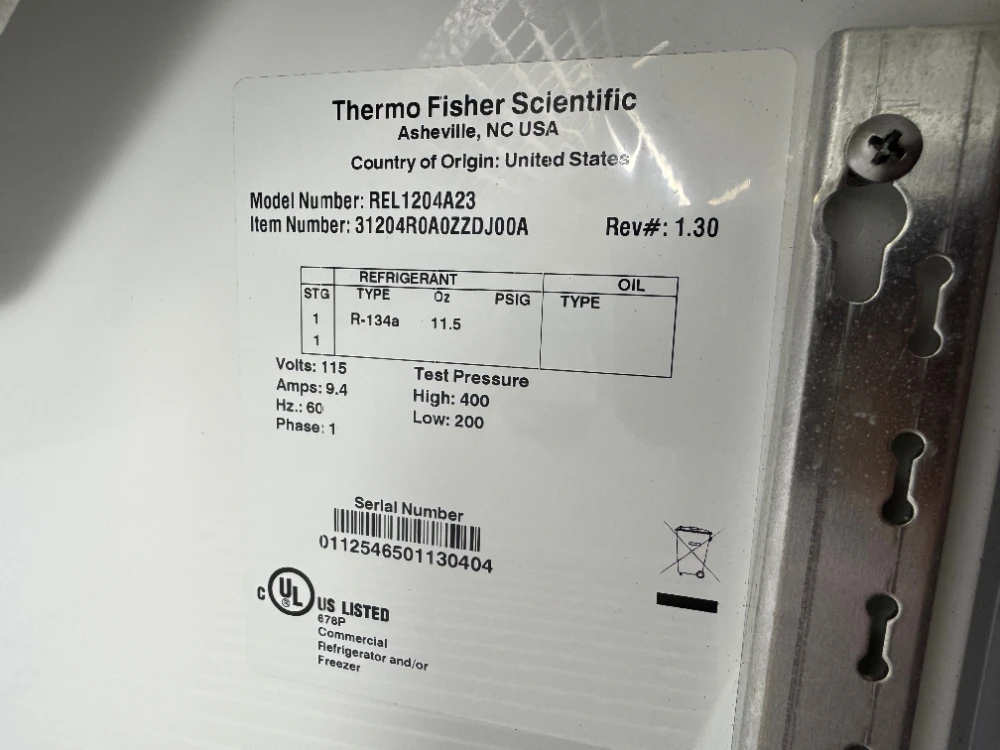 Thermo Fisher Scientific
Asheville, NC USA
Country of Origin: United States
Model Number: REL1204A23
Item Number: 31204R0A0ZZDJ00A
Rev#: 1.30
REFRIGERANT OIL
STG TYPE Oz PSIG TYPE
1 R-134a 11.5
1
Volts: 115
Amps: 9.4
Hz.: 60
Phase: 1
Test Pressure
High: 400
Low: 200
Serial Number
0112546501130404
C UL ® US LISTED
678P
Commercial
Refrigerator and/or
Freezer